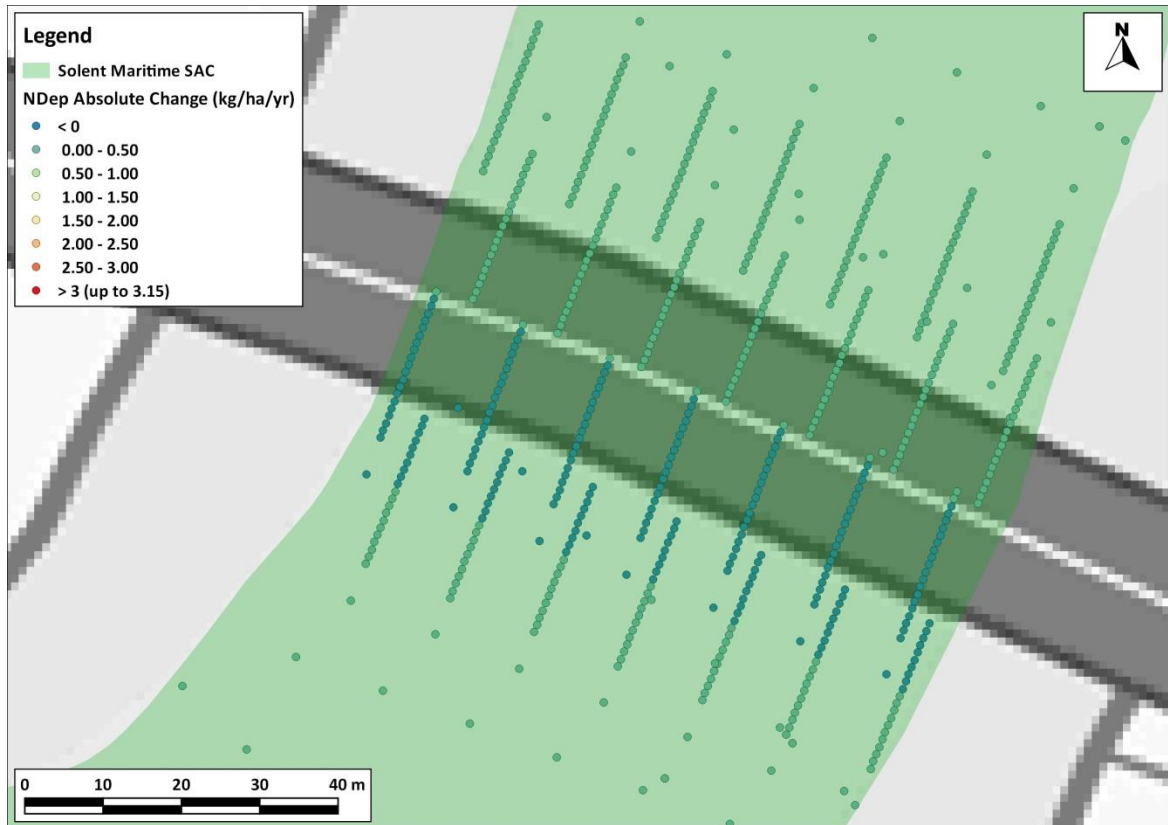 Legend
Solent Maritime SAC
NDep Absolute Change (kg/ha/yr)
< 0
0.00 - 0.50
0.50 - 1.00
1.00 - 1.50
1.50 - 2.00
2.00 - 2.50
2.50 - 3.00
> 3 (up to 3.15)
N
0 10 20 30 40 m